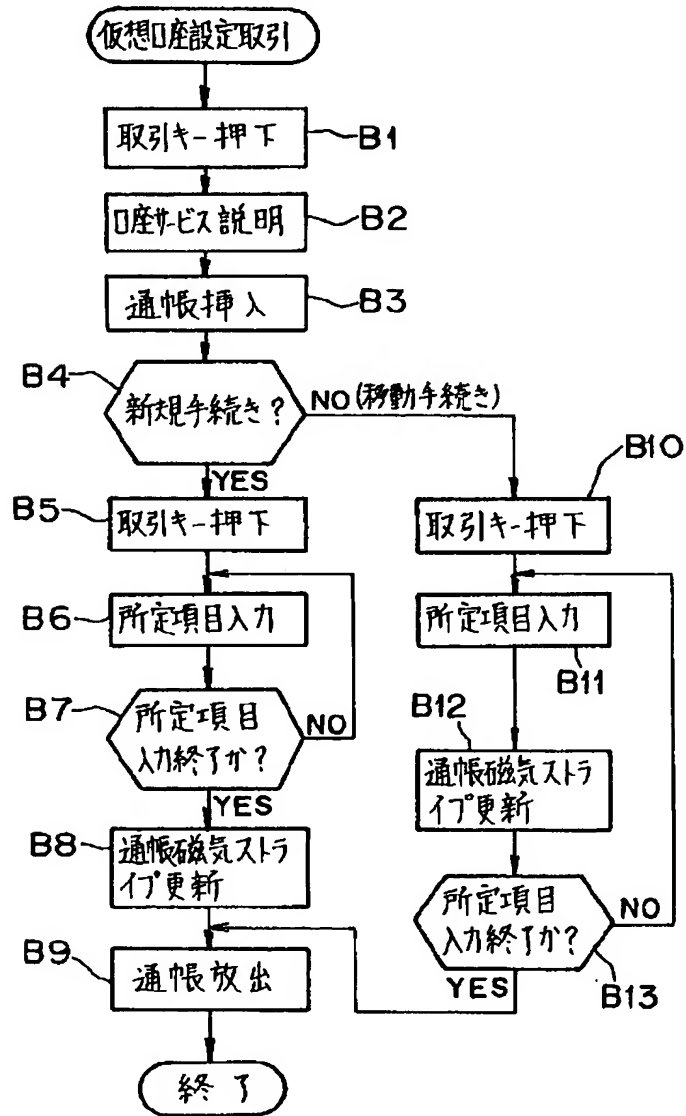 仮想口座設定取引
取引キー押下
B1
口座サービス説明
B2
通帳挿入
B3
B4
新規手続き?
NO(移動手続き)
YES
B5
取引キー押下
B6
所定項目入力
B7
所定項目
入力終了か?
NO
YES
B8
通帳磁気ストラ
イプ更新
B9
通帳放出
終了
B10
取引キー押下
所定項目入力
B11
B12
通帳磁気ストラ
イプ更新
所定項目
入力終了か?
NO
YES
B13